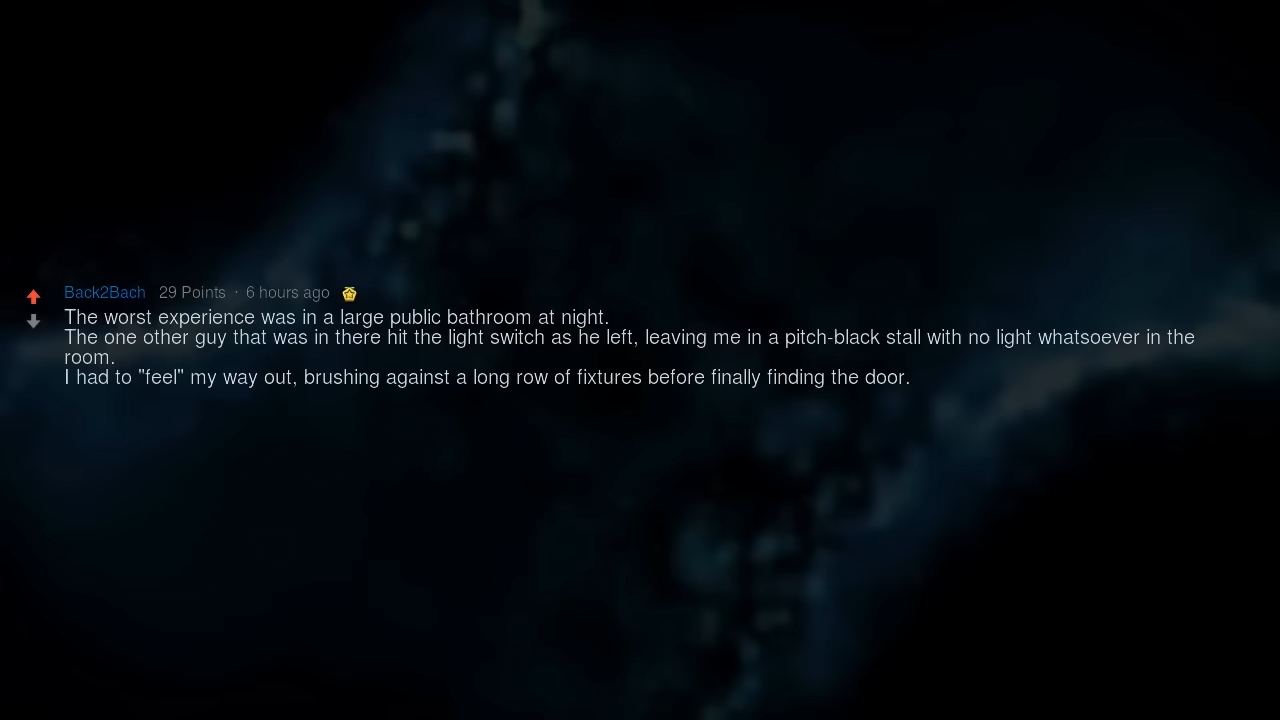 Back2Bach 29 Points · 6 hours ago
The worst experience was in a large public bathroom at night.
The one other guy that was in there hit the light switch as he left, leaving me in a pitch-black stall with no light whatsoever in the
room.
I had to "feel" my way out, brushing against a long row of fixtures before finally finding the door.